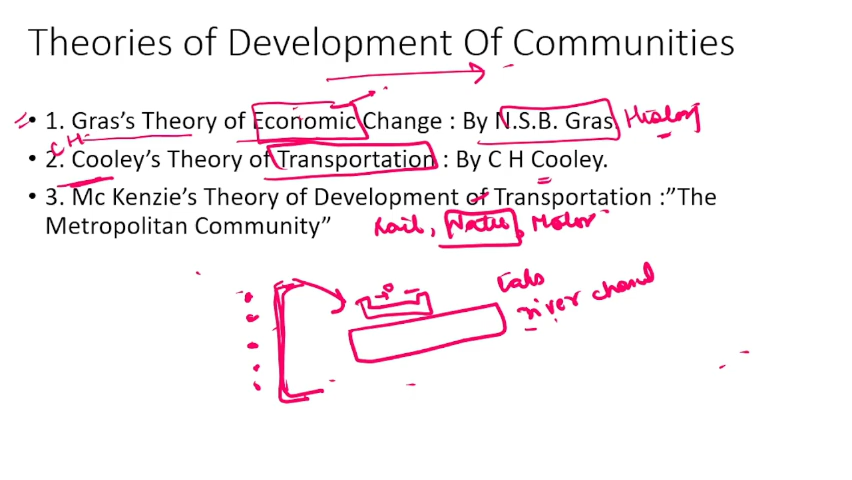 Theories of Development Of Communities
• 1. Gras's Theory of Economic Change : By N.S.B. Gras History
C H
• 2. Cooley's Theory of Transportation : By C H Cooley.
• 3. Mc Kenzie's Theory of Development of Transportation :”The
Metropolitan Community”
Rail, Water, Motor
river